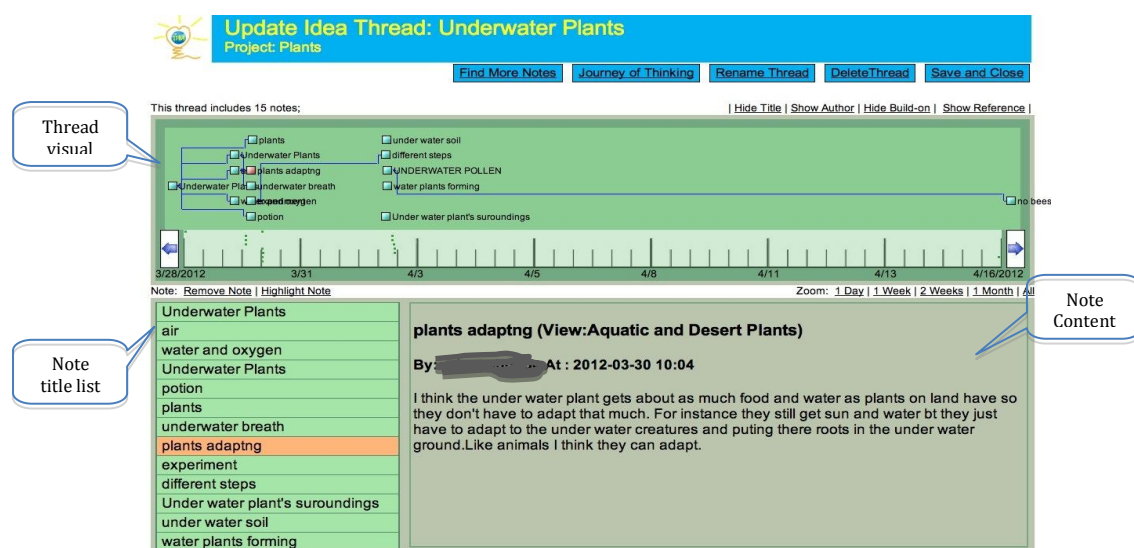 Update Idea Thread: Underwater Plants
Project: Plants
Find More Notes Journey of Thinking Rename Thread DeleteThread Save and Close
This thread includes 15 notes; | Hide Title | Show Author | Hide Build-on | Show Reference |
Thread
visual
plants under water soil
Underwater Plants different steps
plants adaptng UNDERWATER POLLEN
Underwater underwater breath water plants forming
no bees
potion Under water plant's suroundings
3/28/2012 3/31 4/3 4/5 4/8 4/11 4/13 4/16/2012
Note: Remove Note | Highlight Note Zoom: 1 Day | 1 Week | 2 Weeks | 1 Month | All
Note
Content
Note
title list
Underwater Plants
air
water and oxygen
Underwater Plants
potion
plants
underwater breath
plants adaptng
experiment
different steps
Under water plant's suroundings
under water soil
water plants forming
plants adaptng (View:Aquatic and Desert Plants)
By: At : 2012-03-30 10:04
I think the under water plant gets about as much food and water as plants on land have so
they don't have to adapt that much. For instance they still get sun and water bt they just
have to adapt to the under water creatures and puting there roots in the under water
ground.Like animals I think they can adapt.